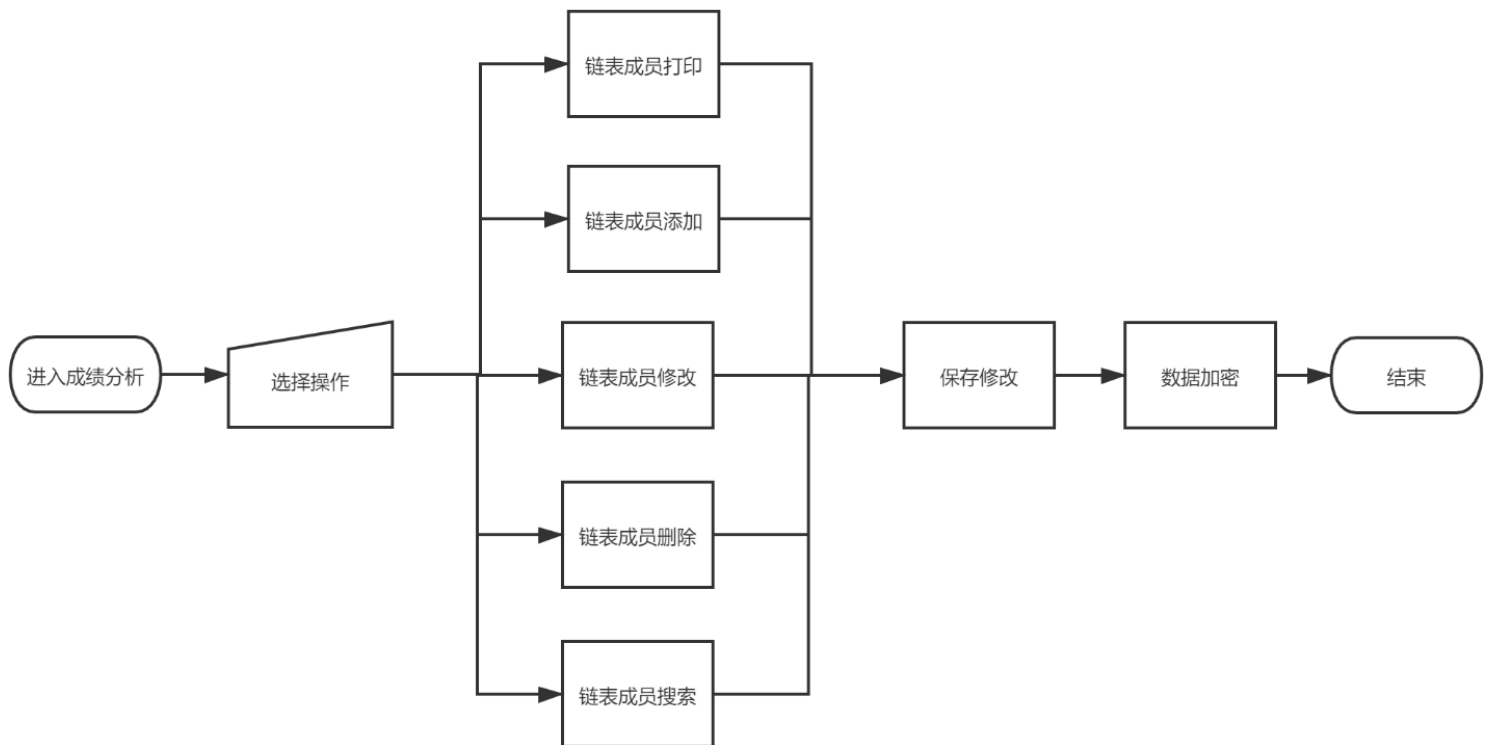 链表成员打印
链表成员添加
进入成绩分析
选择操作
链表成员修改
保存修改
数据加密
结束
链表成员删除
链表成员搜索